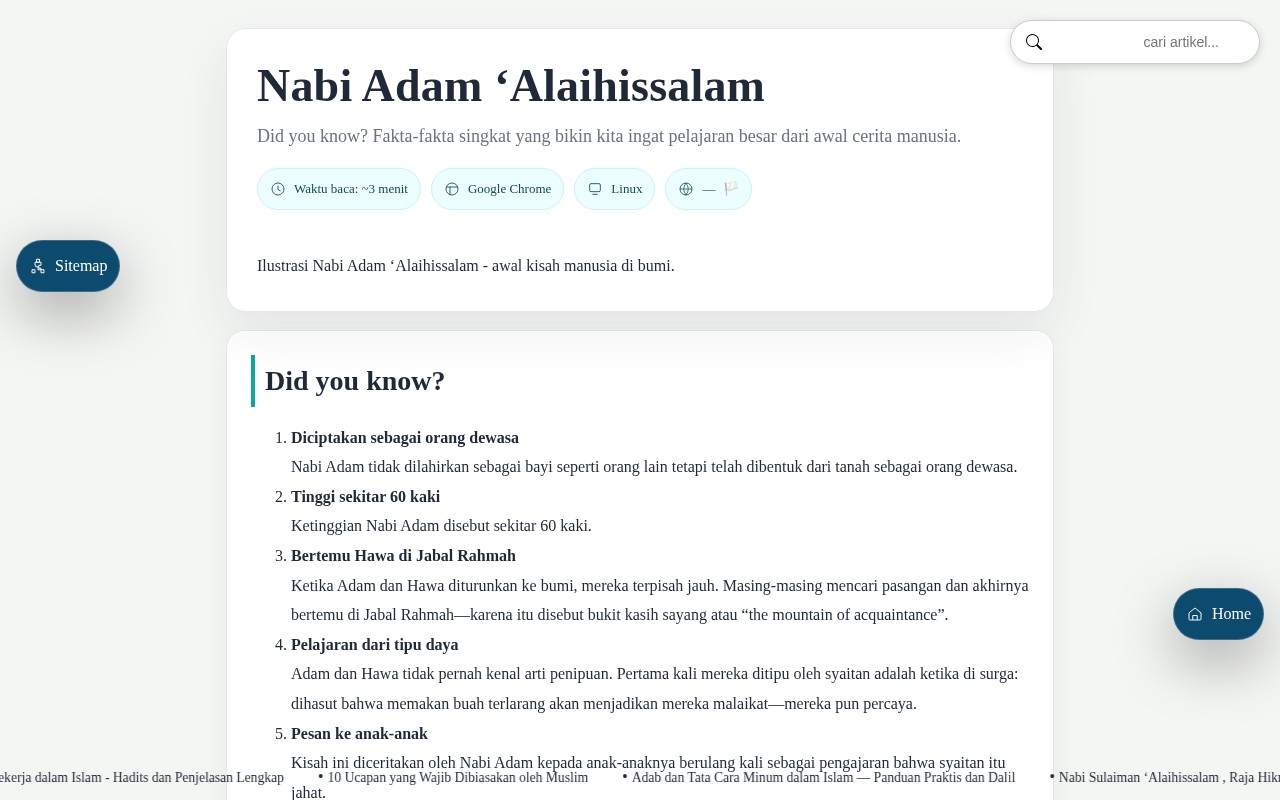 cari artikel...
Nabi Adam ‘Alaihissalam
Did you know? Fakta-fakta singkat yang bikin kita ingat pelajaran besar dari awal cerita manusia.
Waktu baca: ~3 menit
Google Chrome
Linux
—
Sitemap
Ilustrasi Nabi Adam ‘Alaihissalam - awal kisah manusia di bumi.
Did you know?
1. Diciptakan sebagai orang dewasa
Nabi Adam tidak dilahirkan sebagai bayi seperti orang lain tetapi telah dibentuk dari tanah sebagai orang dewasa.
2. Tinggi sekitar 60 kaki
Ketinggian Nabi Adam disebut sekitar 60 kaki.
3. Bertemu Hawa di Jabal Rahmah
Ketika Adam dan Hawa diturunkan ke bumi, mereka terpisah jauh. Masing-masing mencari pasangan dan akhirnya
bertemu di Jabal Rahmah—karena itu disebut bukit kasih sayang atau “the mountain of acquaintance”.
Home
4. Pelajaran dari tipu daya
Adam dan Hawa tidak pernah kenal arti penipuan. Pertama kali mereka ditipu oleh syaitan adalah ketika di surga:
dihasut bahwa memakan buah terlarang akan menjadikan mereka malaikat—mereka pun percaya.
5. Pesan ke anak-anak
Kisah ini diceritakan oleh Nabi Adam kepada anak-anaknya berulang kali sebagai pengajaran bahwa syaitan itu
jahat.
ekerja dalam Islam - Hadits dan Penjelasan Lengkap • 10 Ucapan yang Wajib Dibiasakan oleh Muslim • Adab dan Tata Cara Minum dalam Islam — Panduan Praktis dan Dalil • Nabi Sulaiman ‘Alaihissalam , Raja Hik